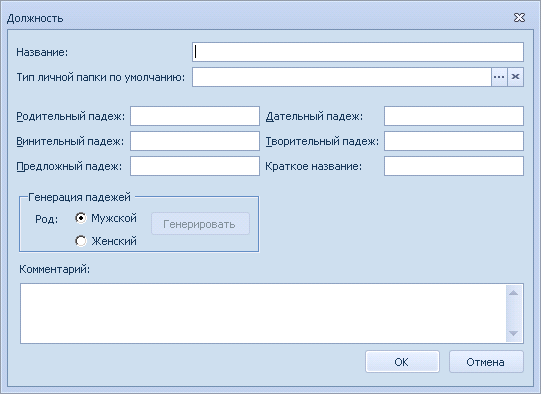 Должность
Название:
Тип личной папки по умолчанию:
Родительный падеж:
Дательный падеж:
Винительный падеж:
Творительный падеж:
Предложный падеж:
Краткое название:
Генерация падежей
Род:
Мужской
Генерировать
Женский
Комментарий:
OK
Отмена